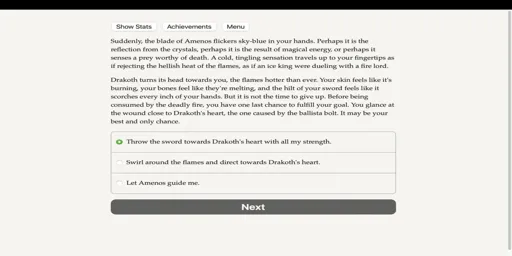 Show Stats Achievements Menu
Suddenly, the blade of Amenos flickers sky-blue in your hands. Perhaps it is the
reflection from the crystals, perhaps it is the result of magical energy, or perhaps it
senses a prey worthy of death. A cold, tingling sensation travels up to your fingertips as
if rejecting the hellish heat of the flames, as if an ice king were dueling with a fire lord.
Drakoth turns its head towards you, the flames hotter than ever. Your skin feels like it's
burning, your bones feel like they're melting, and the hilt of your sword feels like it
scorches every inch of your hands. But it is not the time to give up. Before being
consumed by the deadly fire, you have one last chance to fulfill your goal. You glance at
the wound close to Drakoth's heart, the one caused by the ballista bolt. It may be your
best and only chance.
Throw the sword towards Drakoth's heart with all my strength.
Swirl around the flames and direct towards Drakoth's heart.
Let Amenos guide me.
Next